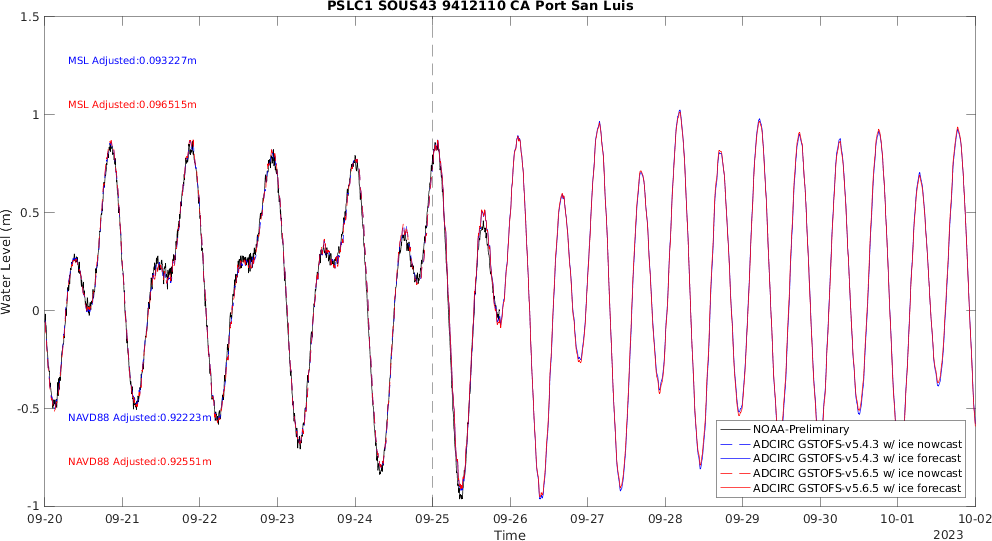 PSLC1 SOUS43 9412110 CA Port San Luis
1.5
MSL Adjusted:0.093227m
MSL Adjusted:0.096515m
1
0.5
Water Level (m)
0
-0.5
NAVD88 Adjusted:0.92223m
NAVD88 Adjusted:0.92551m
NOAA-Preliminary
ADCIRC GSTOFS-v5.4.3 w/ ice nowcast
ADCIRC GSTOFS-v5.4.3 w/ ice forecast
ADCIRC GSTOFS-v5.6.5 w/ ice nowcast
ADCIRC GSTOFS-v5.6.5 w/ ice forecast
-1
09-20 09-21 09-22 09-23 09-24 09-25 09-26 09-27 09-28 09-29 09-30 10-01 10-02
Time
2023